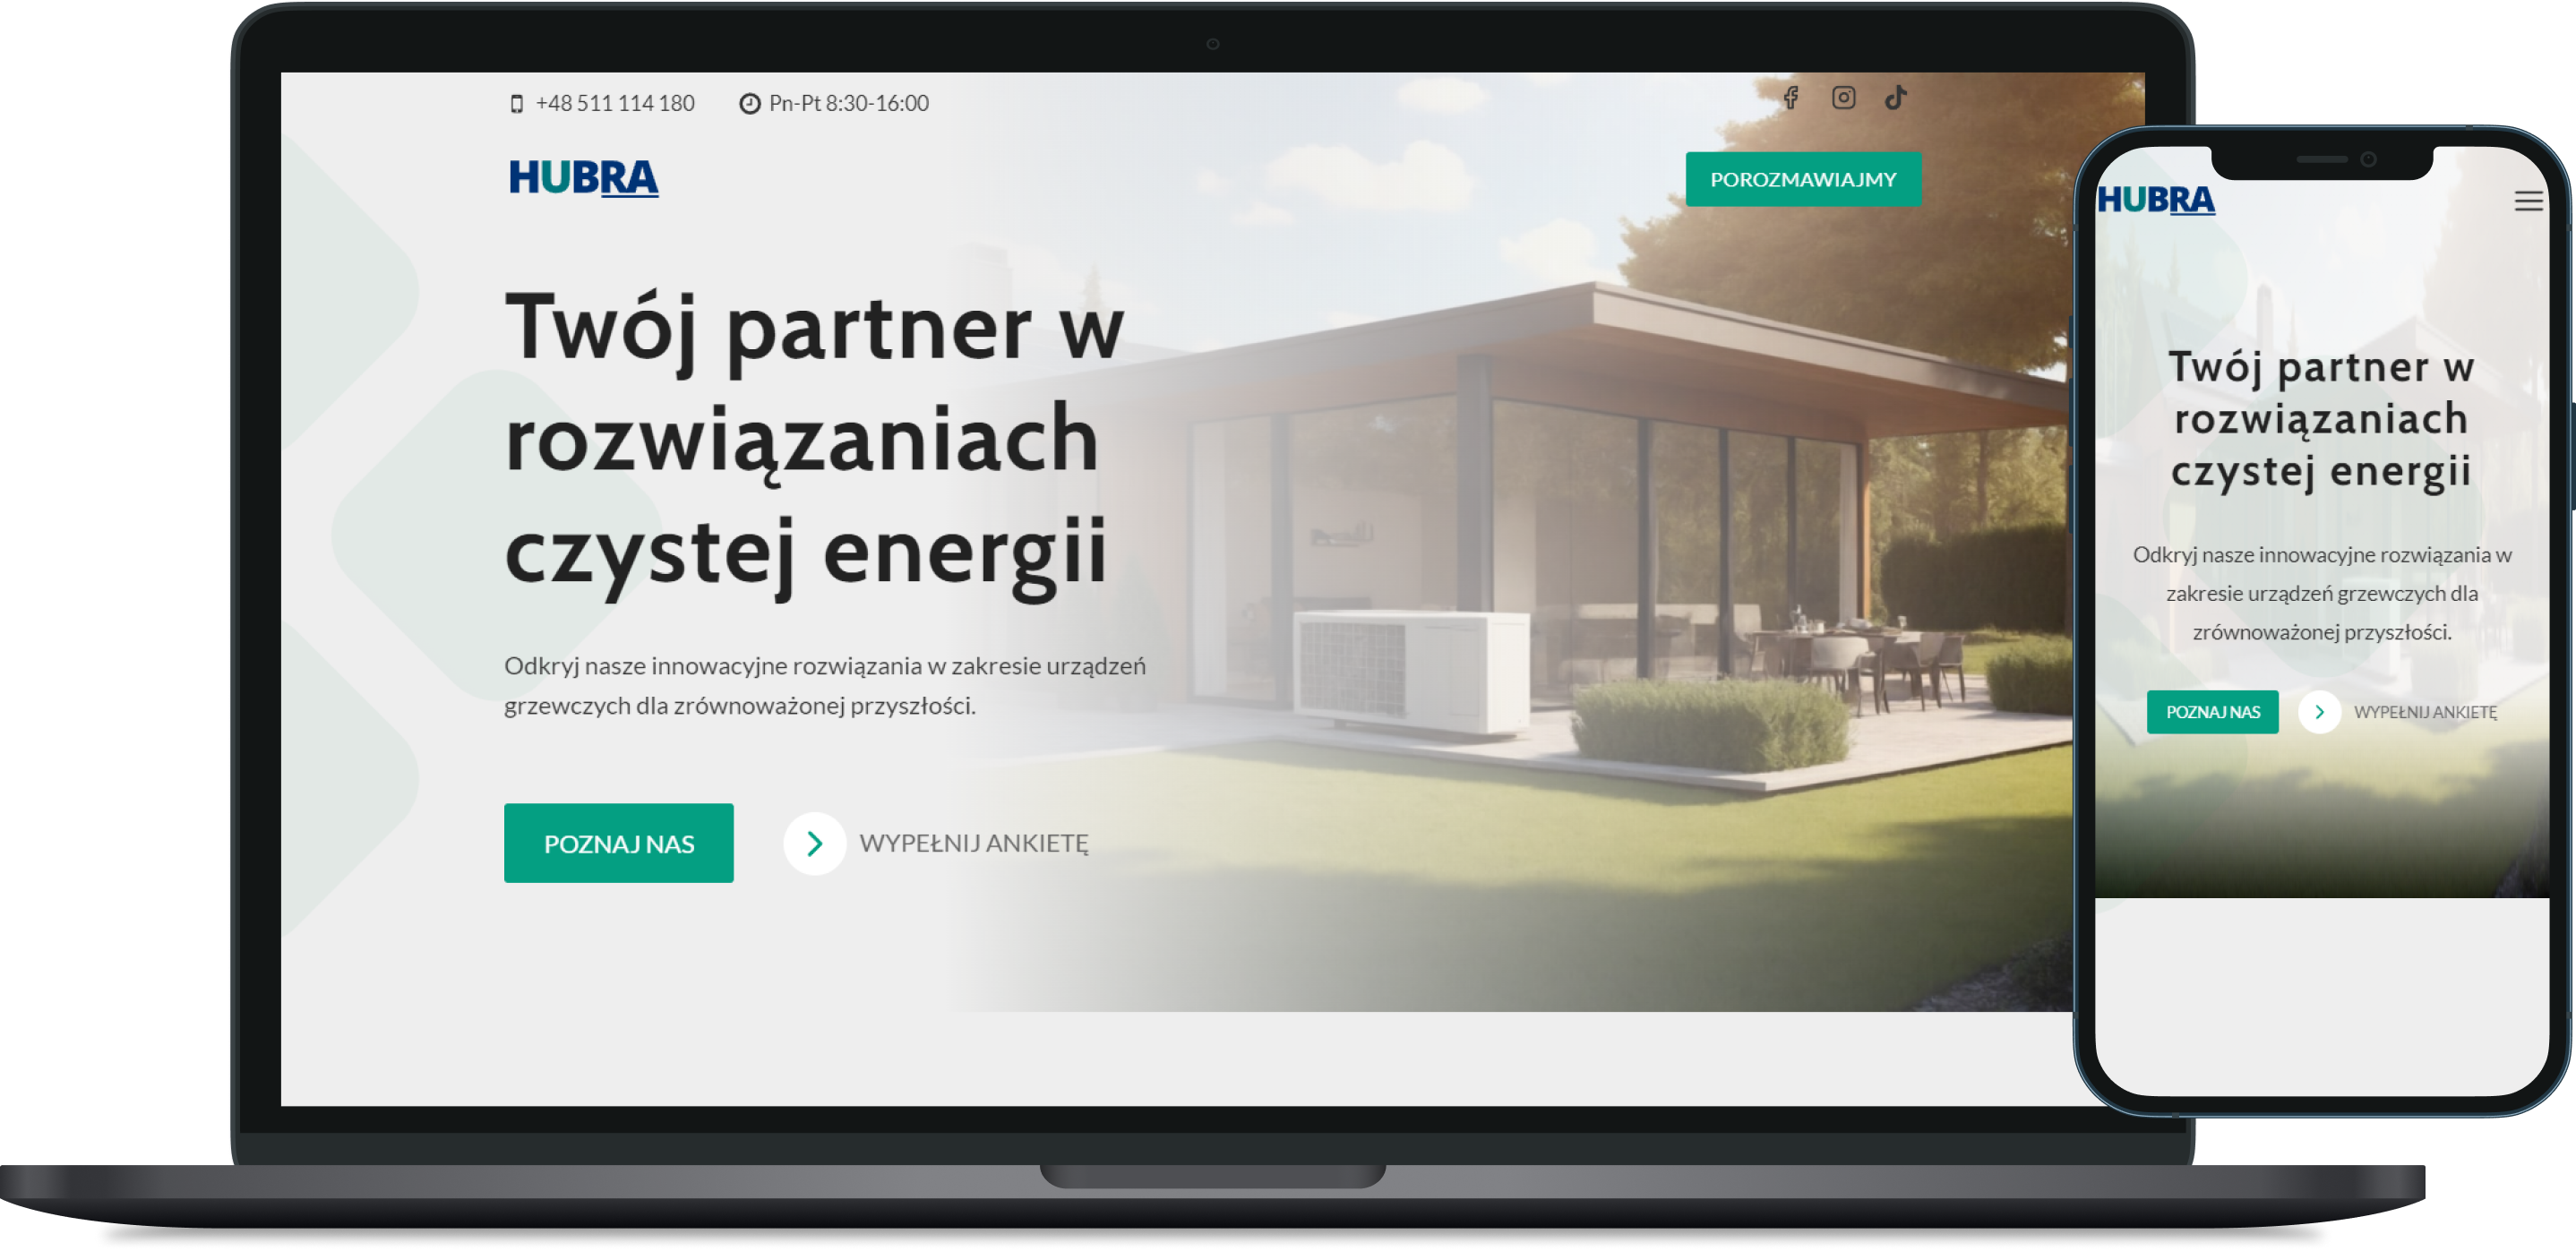 +48 511 114 180 Pn-Pt 8:30-16:00
HUBRA
POROZMAWIAJMY
Twój partner w
rozwiązaniach
czystej energii
Odkryj nasze innowacyjne rozwiązania w zakresie urządzeń
grzewczych dla zrównoważonej przyszłości.
POZNAJ NAS
WYPEŁNIJ ANKIETĘ
HUBRA
Twój partner w
rozwiązaniach
czystej energii
Odkryj nasze innowacyjne rozwiązania w
zakresie urządzeń grzewczych dla
zrównoważonej przyszłości.
POZNAJ NAS
WYPEŁNIJ ANKIETĘ